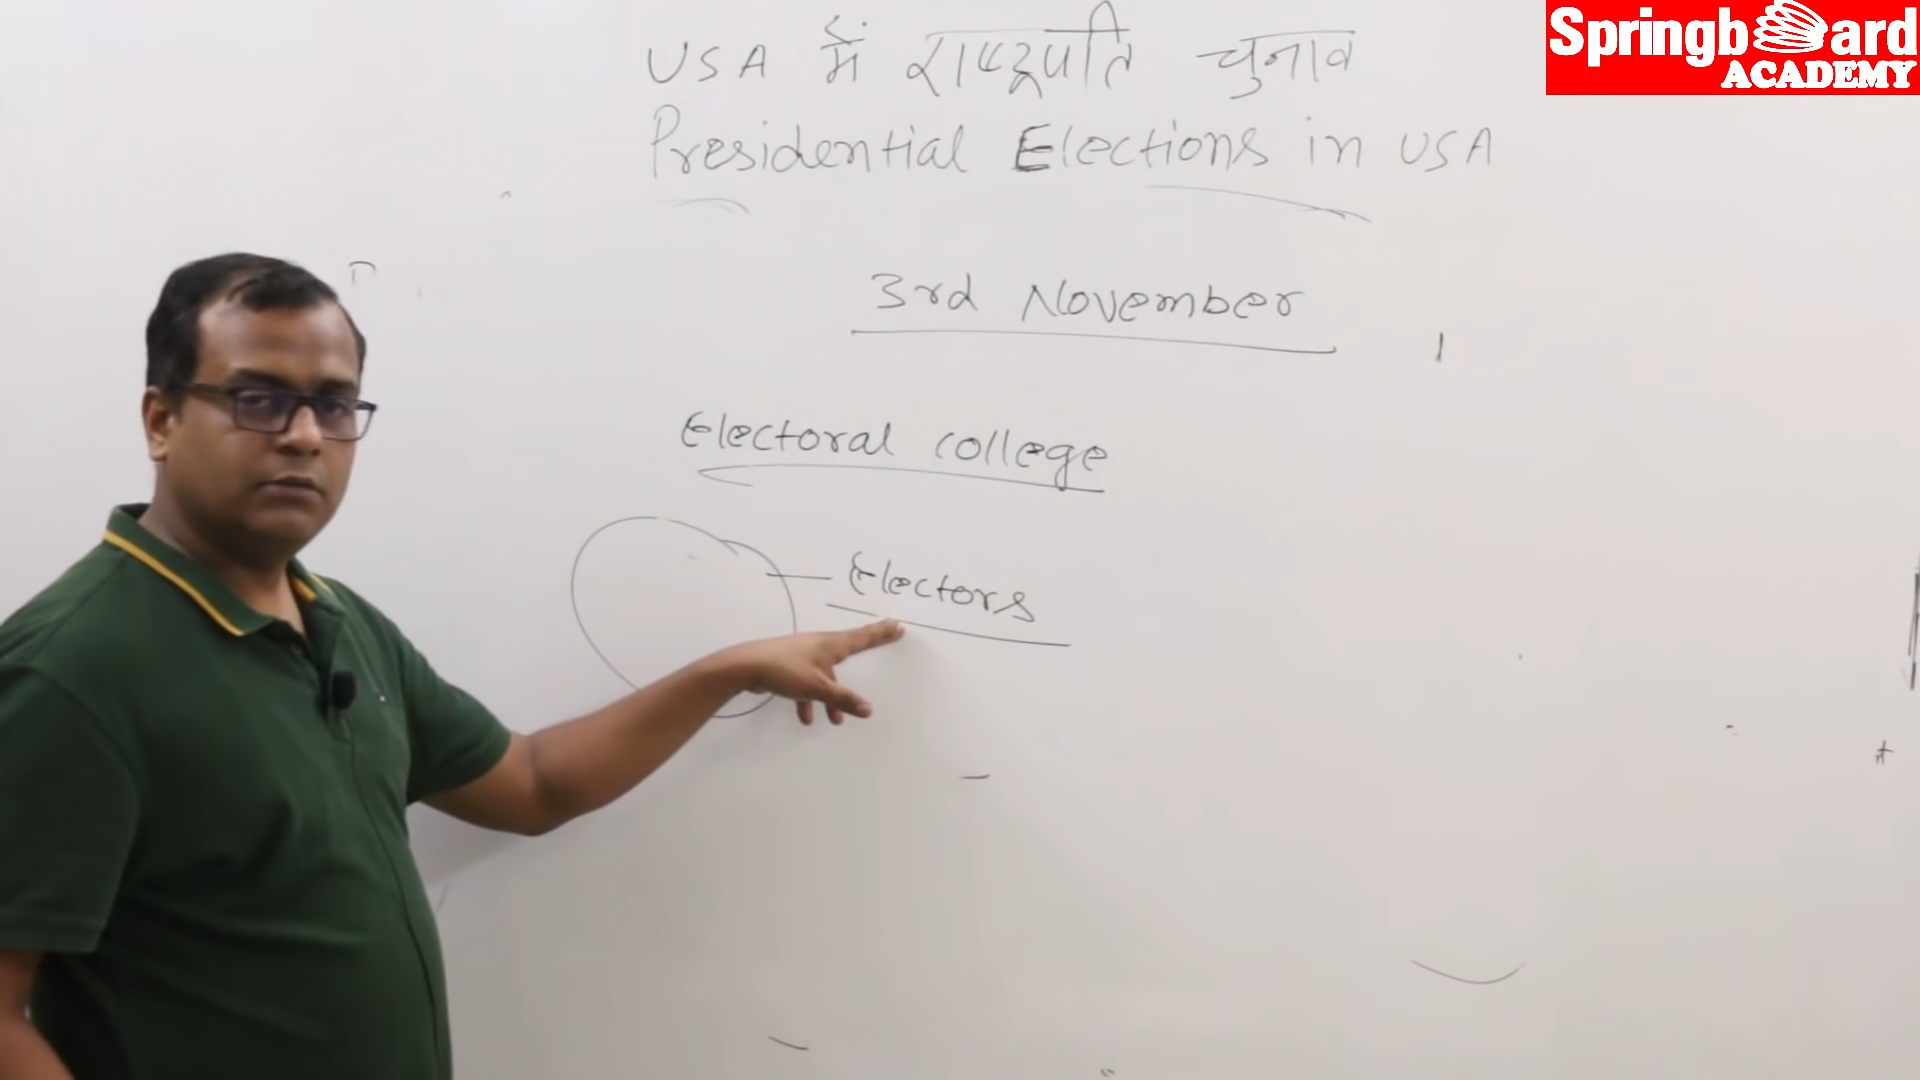 Springboard
ACADEMY
USA में राष्ट्रपति चुनाव
Presidential Elections in USA
3rd November
Electoral college
Electors